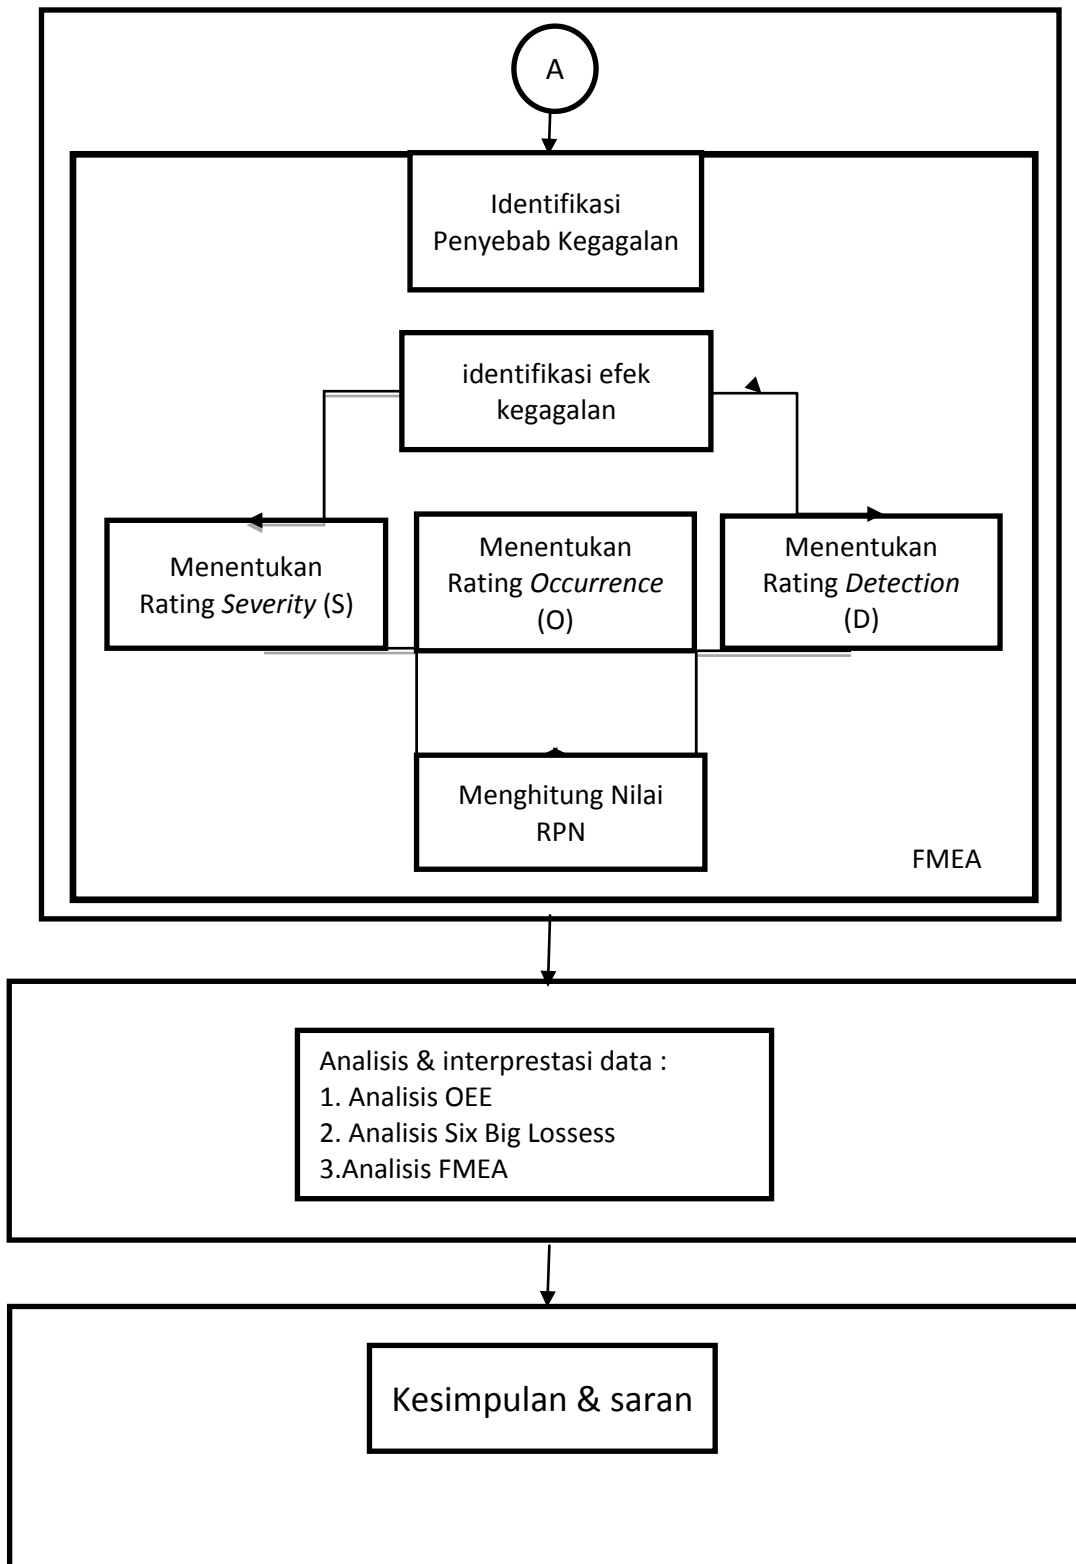 A
Identifikasi
Penyebab Kegagalan
identifikasi efek
kegagalan
Menentukan
Rating Severity (S)
Menentukan
Rating Occurrence
(O)
Menentukan
Rating Detection
(D)
Menghitung Nilai
RPN
FMEA
Analisis & interprestasi data :
1. Analisis OEE
2. Analisis Six Big Lossess
3.Analisis FMEA
Kesimpulan & saran